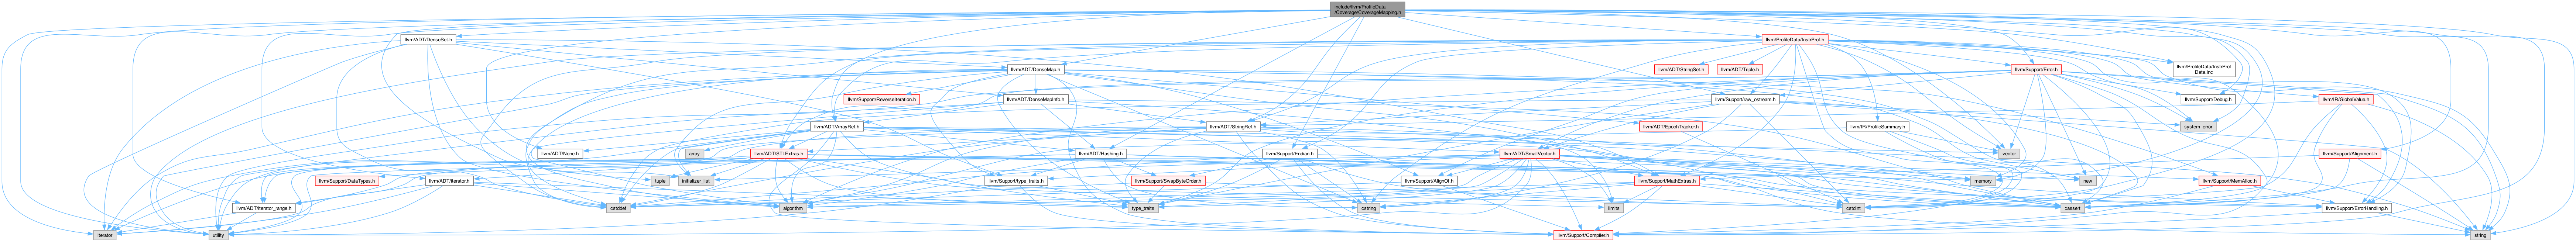 include/llvm/ProfileData
/Coverage/CoverageMapping.h
llvm/ADT/DenseSet.h
llvm/ProfileData/InstrProf.h
llvm/ADT/DenseMap.h
llvm/ADT/StringSet.h
llvm/ADT/Triple.h
llvm/Support/Error.h
llvm/ProfileData/InstrProf
Data.inc
llvm/Support/ReverseIteration.h
llvm/ADT/DenseMapInfo.h
llvm/Support/raw_ostream.h
llvm/Support/Debug.h
llvm/IR/GlobalValue.h
llvm/ADT/ArrayRef.h
llvm/ADT/StringRef.h
llvm/ADT/EpochTracker.h
llvm/IR/ProfileSummary.h
system_error
llvm/ADT/None.h
array
llvm/ADT/STLExtras.h
llvm/ADT/Hashing.h
llvm/Support/Endian.h
llvm/ADT/SmallVector.h
vector
llvm/Support/Alignment.h
llvm/Support/DataTypes.h
llvm/ADT/iterator.h
tuple
initializer_list
llvm/Support/type_traits.h
llvm/Support/SwapByteOrder.h
llvm/Support/AlignOf.h
llvm/Support/MathExtras.h
memory
new
llvm/Support/MemAlloc.h
llvm/ADT/iterator_range.h
cstddef
algorithm
type_traits
cstring
limits
cstdint
cassert
llvm/Support/ErrorHandling.h
iterator
utility
llvm/Support/Compiler.h
string